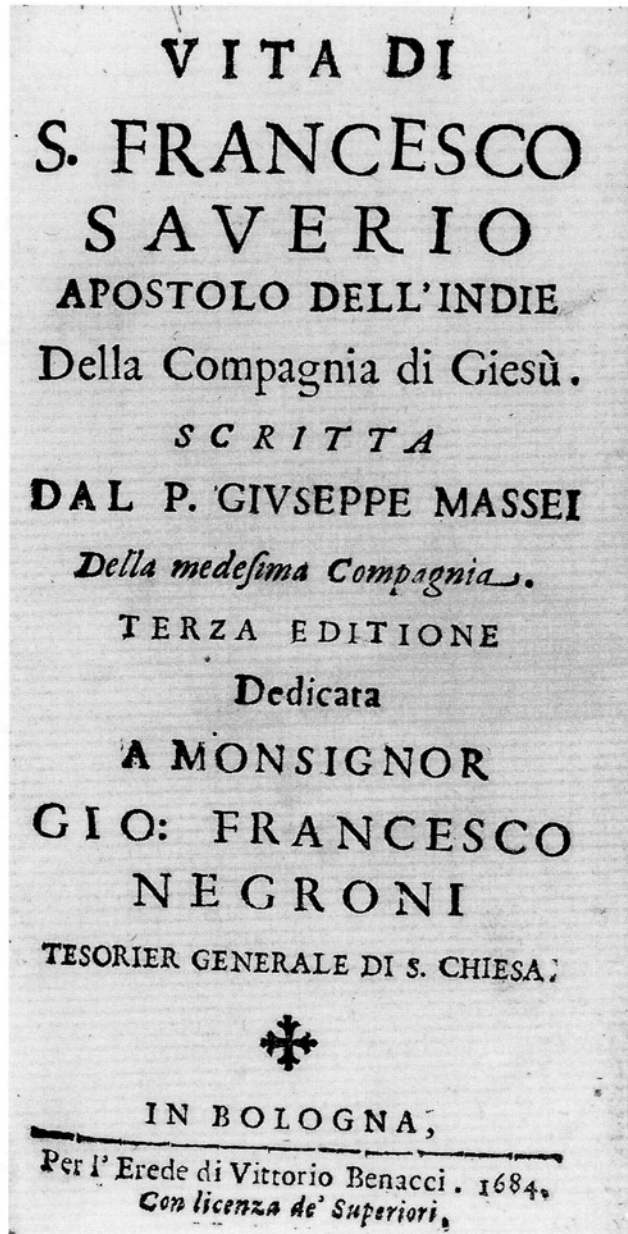 VITA DI
S. FRANCESCO
SAVERIO
APOSTOLO DELL'INDIE
Della Compagnia di Giesù.
SCRITTA
DAL P. GIVSEPPE MASSEI
Della medeſima Compagnia.
TERZA EDITIONE
Dedicata
A MONSIGNOR
GIO: FRANCESCO
NEGRONI
TESORIER GENERALE DI S. CHIESA.
IN BOLOGNA,
Per l'Erede di Vittorio Benacci. 1684.
Con licenza de' Superiori.